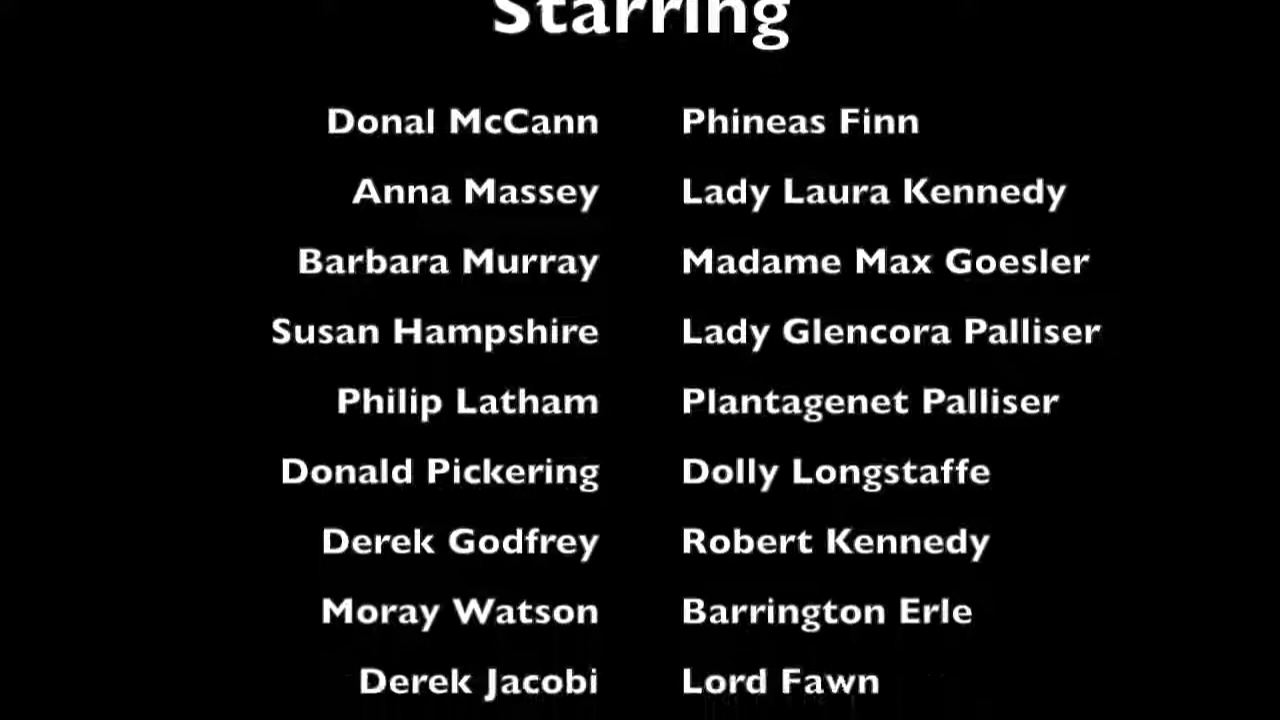 Starring
Donal McCann Phineas Finn
Anna Massey Lady Laura Kennedy
Barbara Murray Madame Max Goesler
Susan Hampshire Lady Glencora Palliser
Philip Latham Plantagenet Palliser
Donald Pickering Dolly Longstaffe
Derek Godfrey Robert Kennedy
Moray Watson Barrington Erle
Derek Jacobi Lord Fawn